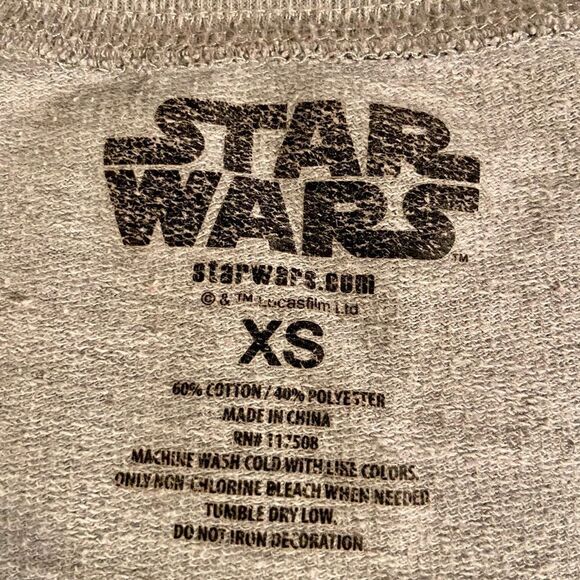 STAR
WARS™
starwars.com
© & ™ Lucasfilm Ltd
XS
60% COTTON / 40% POLYESTER
MADE IN CHINA
RN# 117508
MACHINE WASH COLD WITH LIKE COLORS.
ONLY NON-CHLORINE BLEACH WHEN NEEDED
TUMBLE DRY LOW.
DO NOT IRON DECORATION.